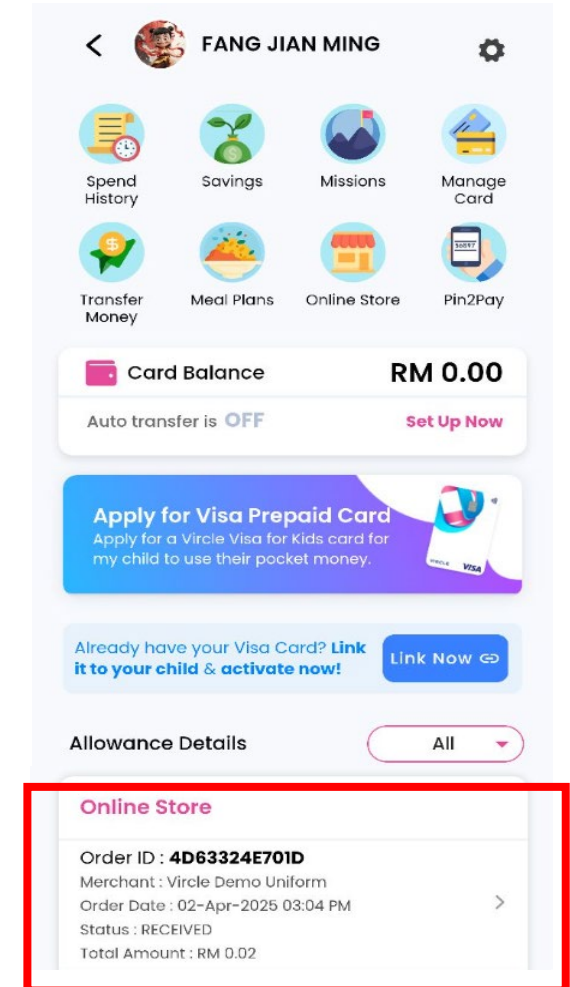 FANG JIAN MING
Spend
History
Savings
Missions
Manage
Card
56897
Transfer
Money
Meal Plans
Online Store
Pin2Pay
Card Balance
RM 0.00
Auto transfer is OFF
Set Up Now
Apply for Visa Prepaid Card
Apply for a Vircle Visa for Kids card for
my child to use their pocket money.
VIRCLE
VISA
Already have your Visa Card? Link
it to your child & activate now!
Link Now
Allowance Details
All
Online Store
Order ID : 4D63324E701D
Merchant : Vircle Demo Uniform
Order Date : 02-Apr-2025 03:04 PM
Status : RECEIVED
Total Amount : RM 0.02